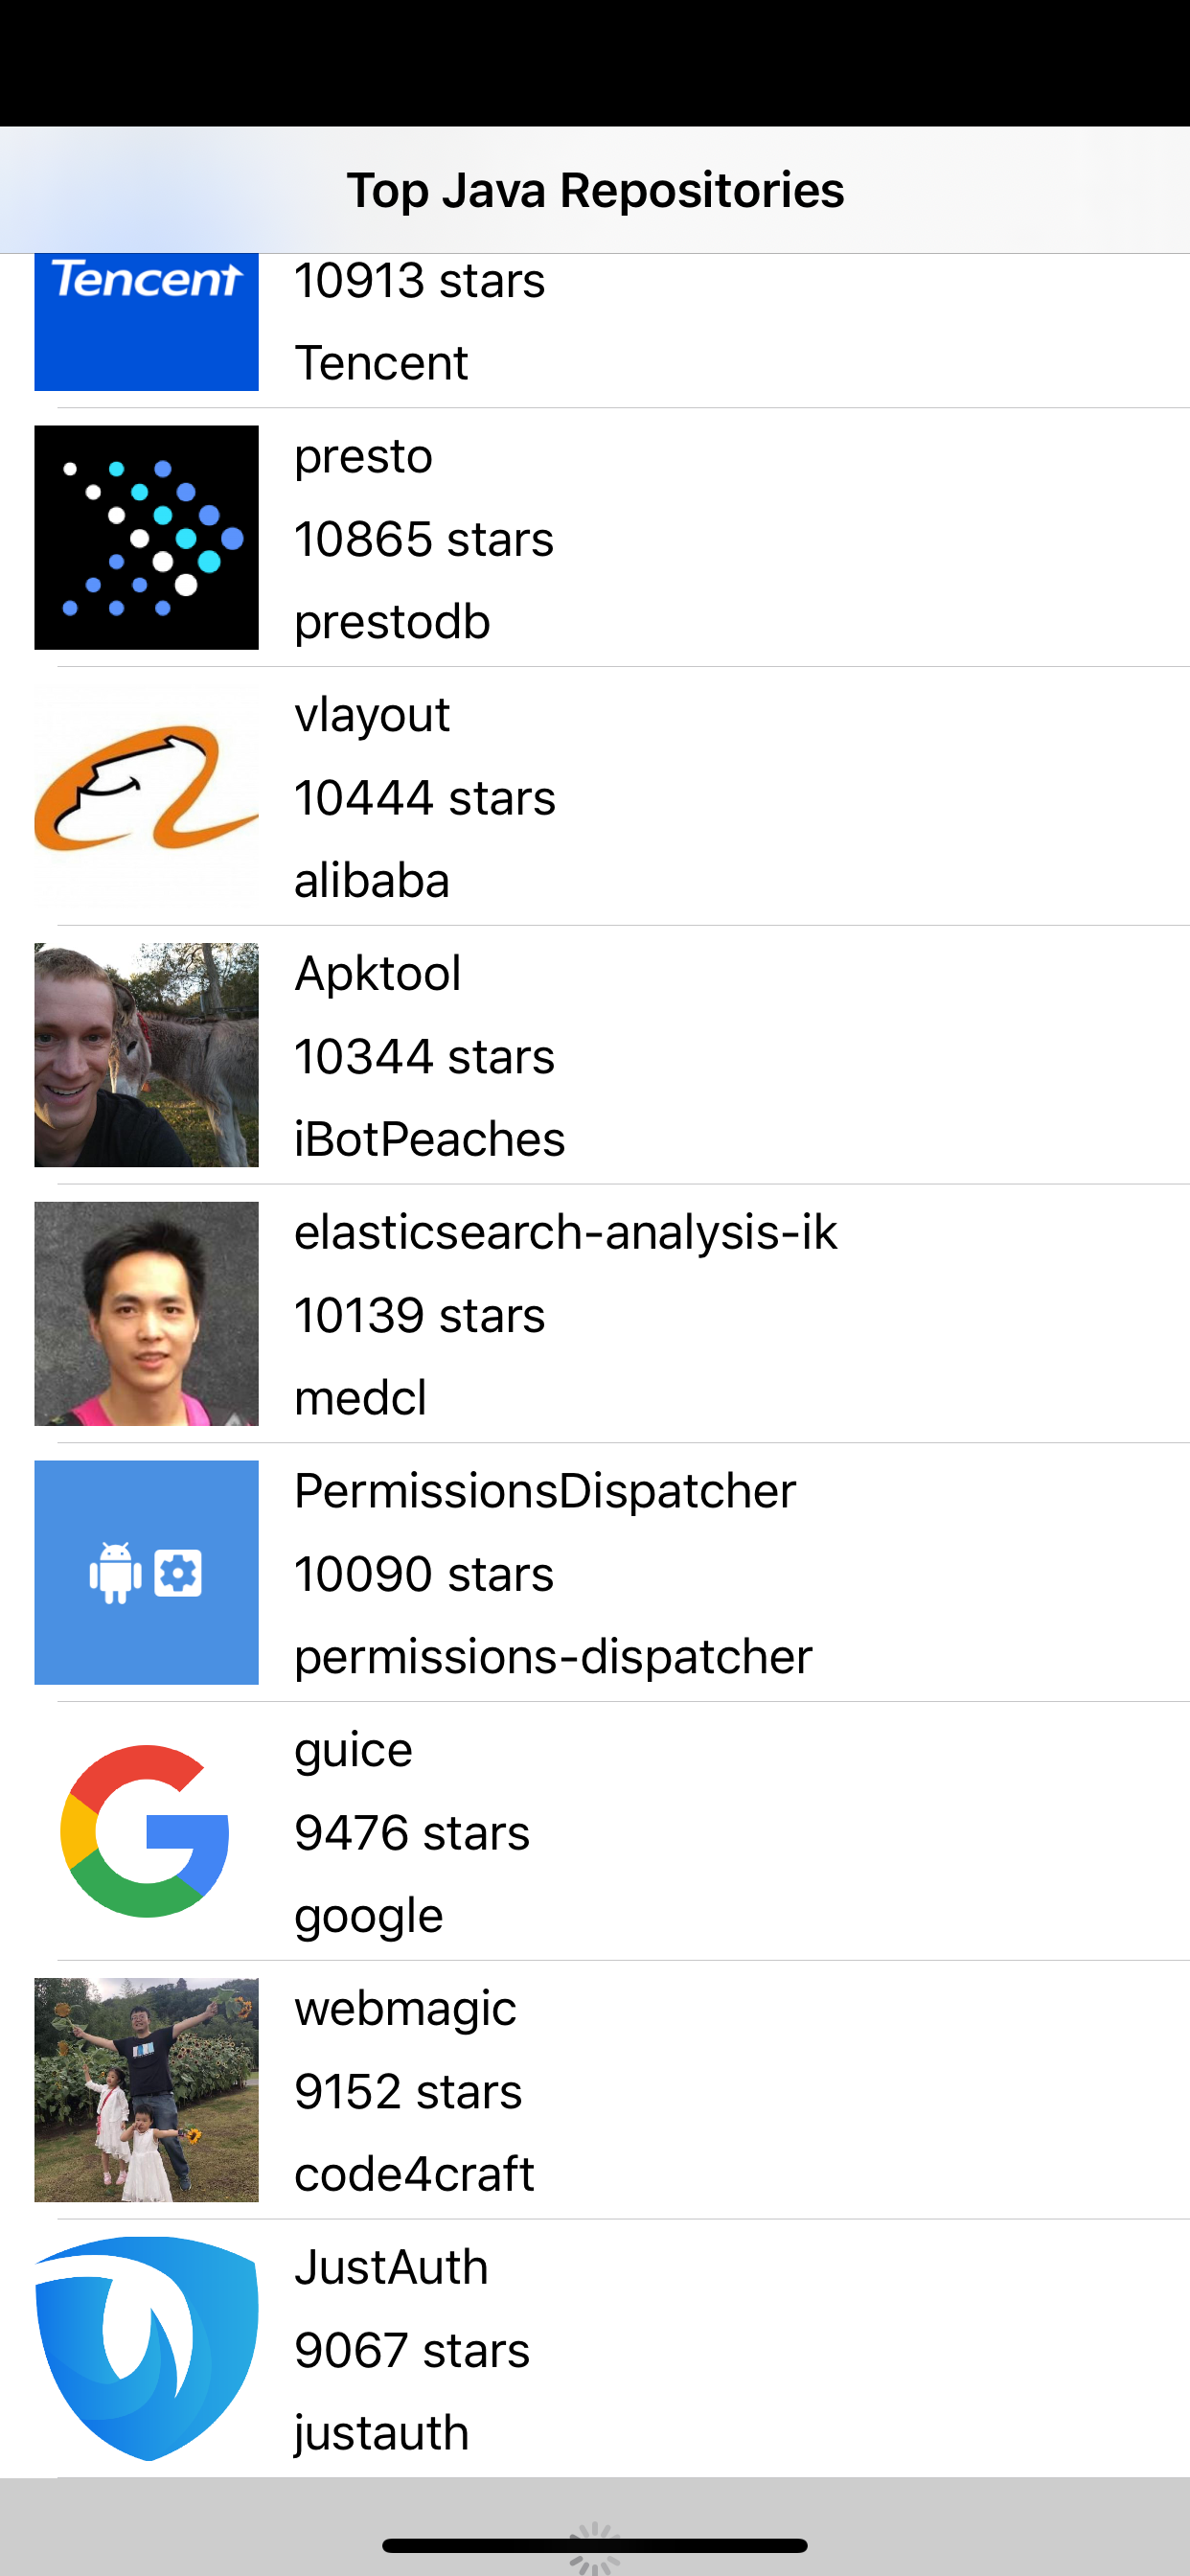 Top Java Repositories
Tencent
10913 stars
Tencent
presto
10865 stars
prestodb
vlayout
10444 stars
alibaba
Apktool
10344 stars
iBotPeaches
elasticsearch-analysis-ik
10139 stars
medcl
PermissionsDispatcher
10090 stars
permissions-dispatcher
guice
9476 stars
google
webmagic
9152 stars
code4craft
JustAuth
9067 stars
justauth